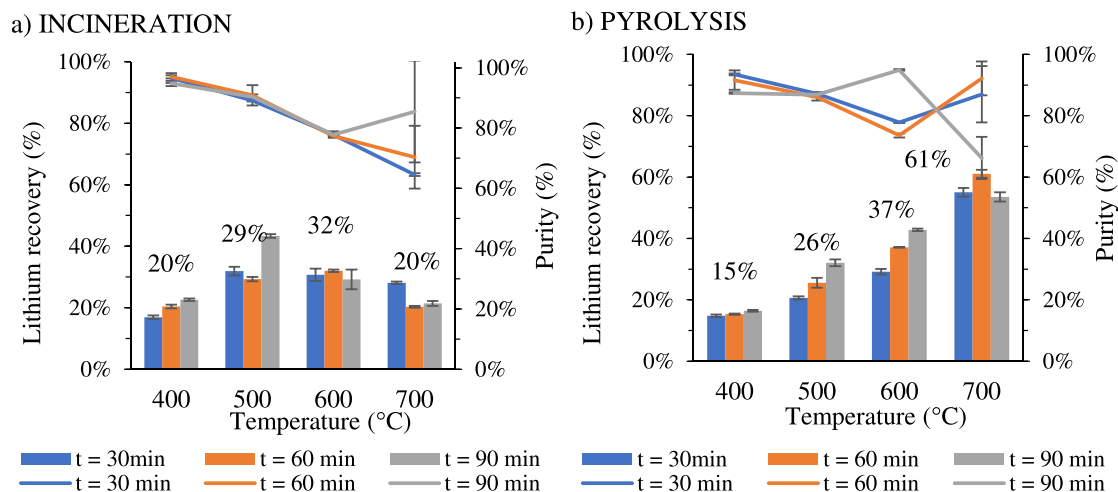 a) INCINERATION
100%
80%
60%
40%
20%
0%
Lithium recovery (%)
20%
29%
32%
20%
100%
80%
60%
40%
20%
0%
Purity (%)
400 500 600 700
Temperature (°C)
t = 30min t = 60 min t = 90 min
t = 30 min t = 60 min t = 90 min
b) PYROLYSIS
100%
80%
60%
40%
20%
0%
Lithium recovery (%)
15%
26%
37%
61%
100%
80%
60%
40%
20%
0%
Purity (%)
400 500 600 700
Temperature (°C)
t = 30min t = 60 min t = 90 min
t = 30 min t = 60 min t = 90 min